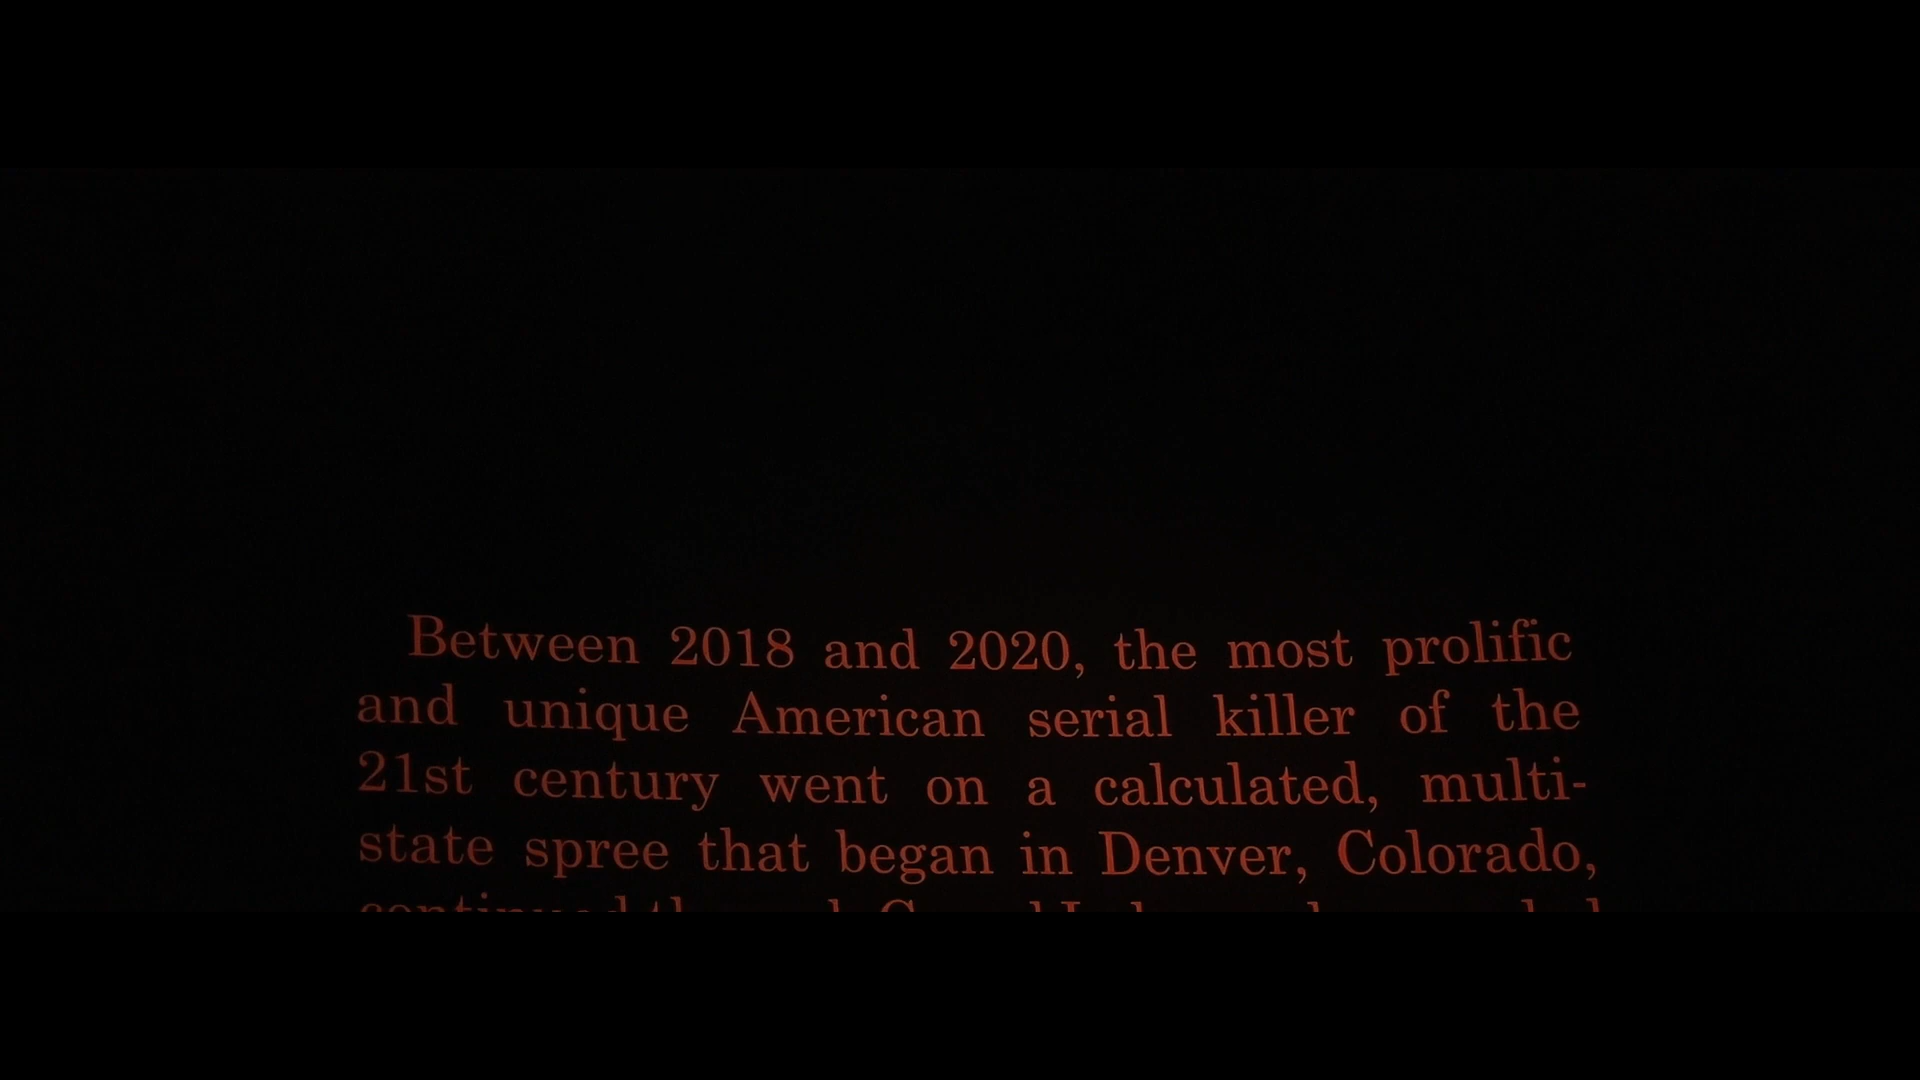 Between 2018 and 2020, the most prolific
and unique American serial killer of the
21st century went on a calculated, multi-
state spree that began in Denver, Colorado,
continued